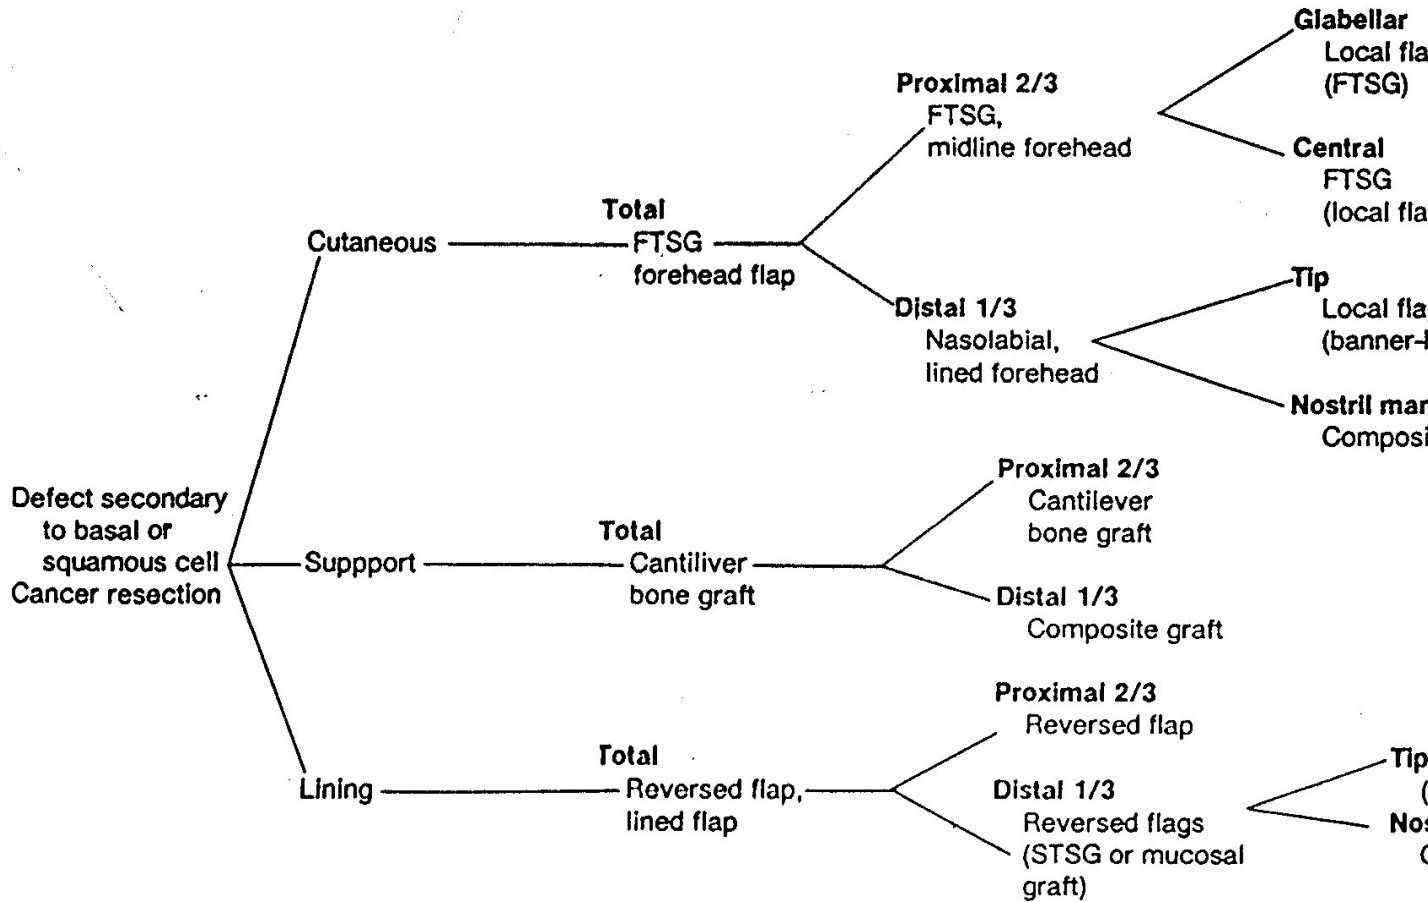 Glabellar
Local fla
(FTSG)
Proximal 2/3
FTSG,
midline forehead
Central
FTSG
(local fla
Total
Cutaneous
FTSG
forehead flap
Tip
Distal 1/3
Local fla
Nasolabial,
(banner-
lined forehead
Nostril mar
Composi
Proximal 2/3
Cantilever
bone graft
Defect secondary
to basal or
squamous cell
Cancer resection
Total
Suppport
Cantiliver
bone graft
Distal 1/3
Composite graft
Proximal 2/3
Reversed flap
Total
Lining
Reversed flap,
lined flap
Distal 1/3
Reversed flags
(STSG or mucosal
graft)
Tip
(
Nos